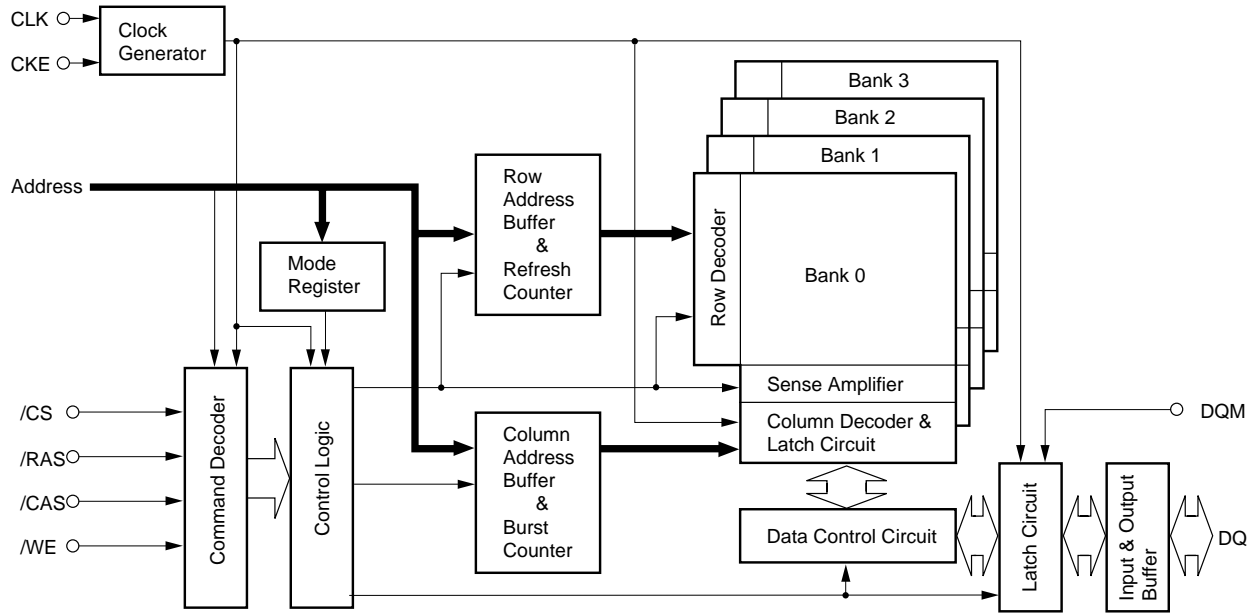 CLK
CKE
Clock
Generator
Bank 3
Bank 2
Bank 1
Address
Row
Address
Buffer
&
Refresh
Counter
Row Decoder
Bank 0
Mode
Register
Sense Amplifier
/CS
/RAS
/CAS
/WE
Command Decoder
Control Logic
Column
Address
Buffer
&
Burst
Counter
Column Decoder &
Latch Circuit
DQM
Data Control Circuit
Latch Circuit
Input & Output
Buffer
DQ